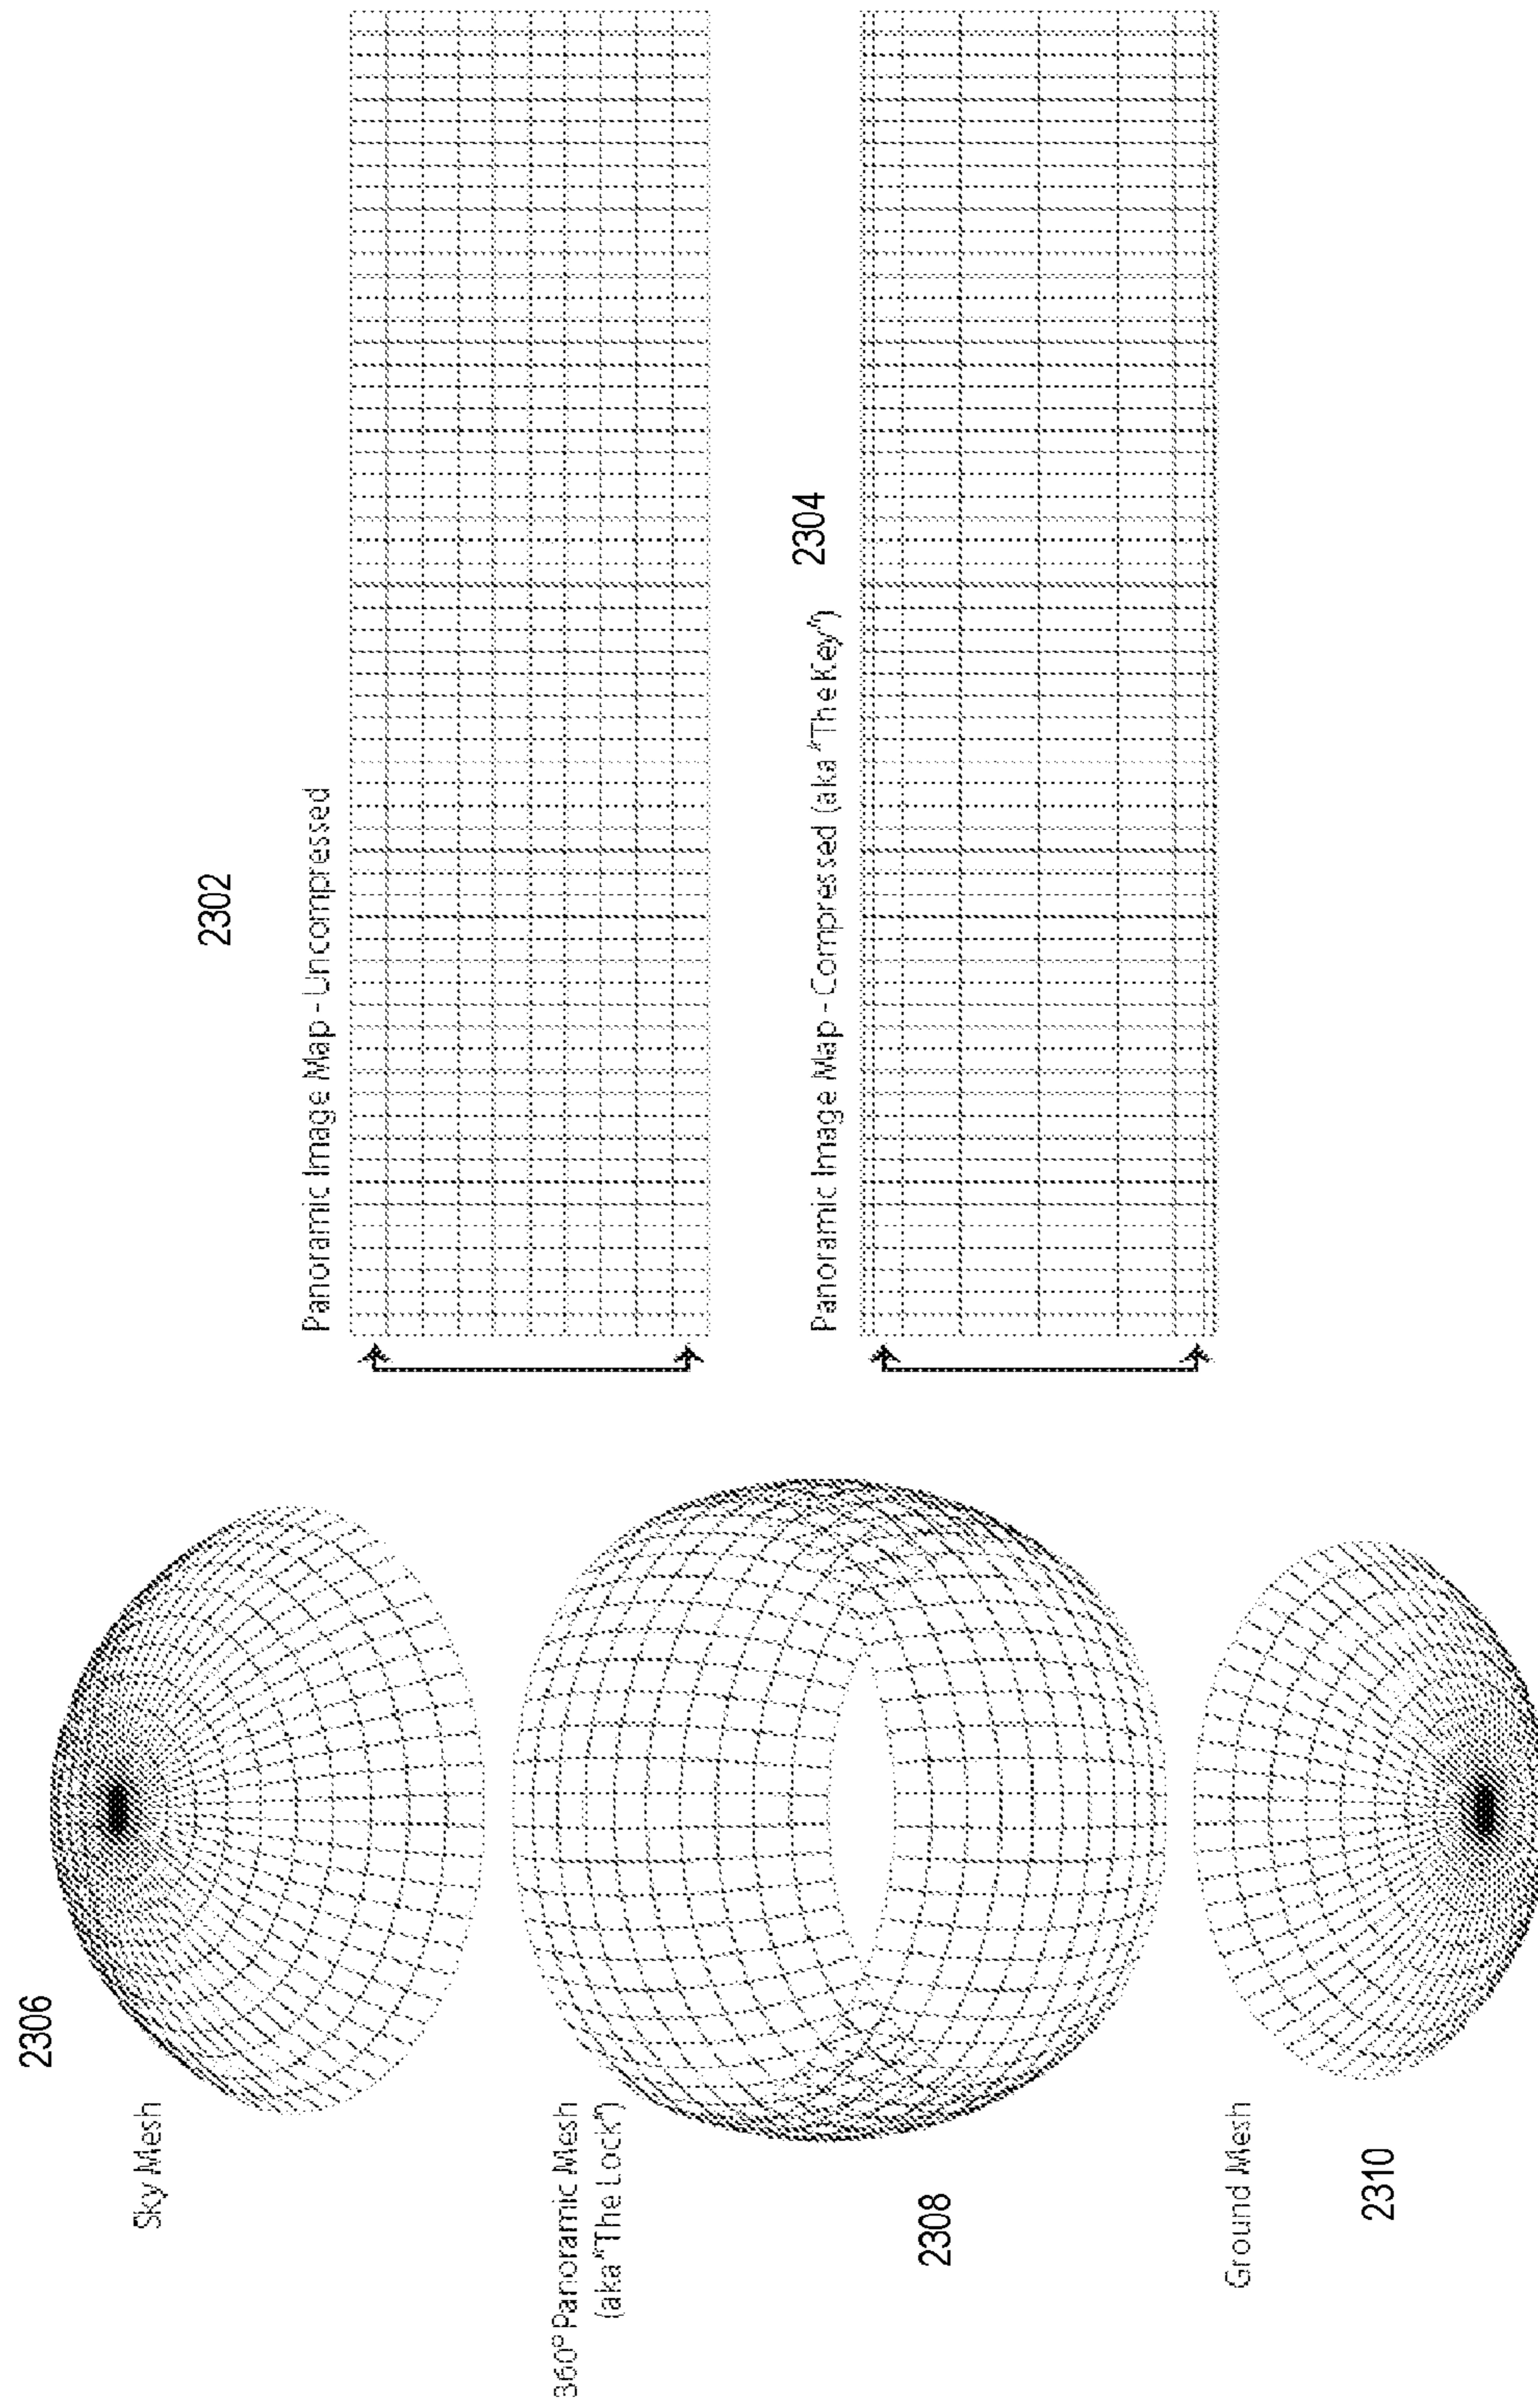 2306
Sky Mesh
360º Panoramic Mesh
(aka "The Lock")
2308
Ground Mesh
2310
2302
Panoramic Image Map - Uncompressed
2304
Panoramic Image Map - Compressed (aka "The Key")